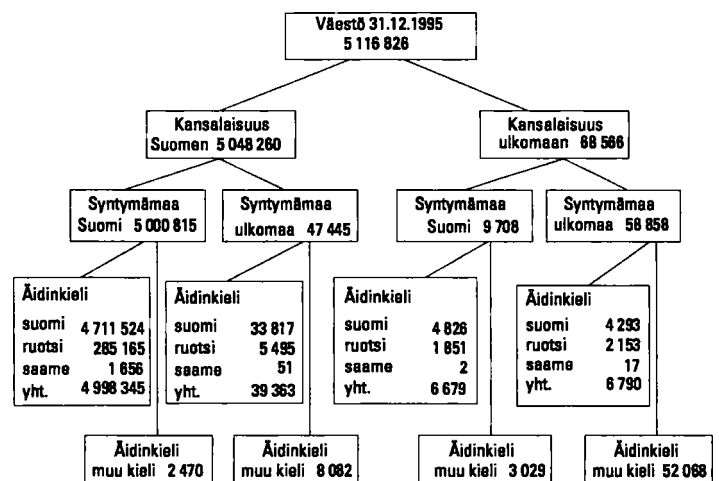 Väestö 31.12.1995
5 116 826
Kansalaisuus
Suomen 5 048 260
Kansalaisuus
ulkomaan 68 566
Syntymämaa
Suomi 5 000 815
Syntymämaa
ulkomaa 47 445
Syntymämaa
Suomi 9 708
Syntymämaa
ulkomaa 58 858
Äidinkieli
suomi 4 711 524
ruotsi 285 165
saame 1 656
yht. 4 998 345
Äidinkieli
suomi 33 817
ruotsi 5 495
saame 51
yht. 39 363
Äidinkieli
suomi 4 826
ruotsi 1 851
saame 2
yht. 6 679
Äidinkieli
suomi 4 293
ruotsi 2 153
saame 17
yht. 6 790
Äidinkieli
muu kieli 2 470
Äidinkieli
muu kieli 8 082
Äidinkieli
muu kieli 3 029
Äidinkieli
muu kieli 52 068